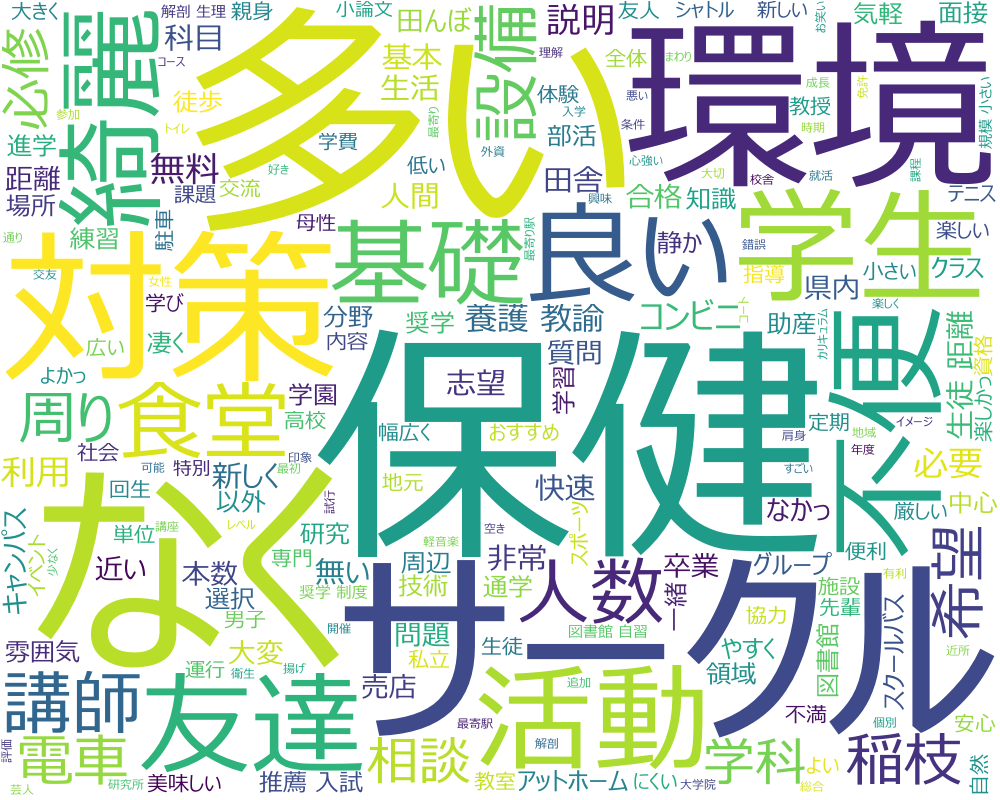 大きく
解剖 生理
親身
小論文
田んぼ
説明
友人
シャトル
新しい
お笑い
気軽
面接
コース
科目
基本
生活
理解
全体
まわり
必修
綺麗
多い
設備
環境
参加
トイレ
徒歩
学費
最寄り
体験
部活
入学
条件
悪い
成長
教授
時期
免許
規模 小さい
進学
距離
場所
無料
課題
交流
好き
低い
人間
外資
田舎
心強い
興味
合格
大切
知識
校舎
就活
課程
テニス
通り
練習
駐車
母性
最寄り駅
静か
錯誤
指導
楽しい
交友
対策
女性
学び
基礎
良い
学生
県内
小さい
クラス
楽しく
広い
凄く
分野
内容
奨学
養護 教諭
コンビニ
コート
助産
カリキュラム
不便
生徒 距離
楽しかっ
資格
よかっ
学園
質問
学習
志望
保健
周り
食堂
高校
幅広く
おすすめ
定期
肩身
地域
年度
イメージ
社会
印象
利用
可能
特別
新しく
最初
試行
地元
快速
すごい
必要
なく
回生
以外
スポーツ
なかっ
厳しい
中心
キャンパス
イベント
少なく
単位
講座
レベル
研究
軽音楽
空き
専門
無い
周辺
非常
卒業
グループ
便利
有利
希望
近い
本数
選択
奨学 制度
技術
通学
人数
一緒
施設
先輩
男子
サークル
雰囲気
運行
大変
開催
問題
私立
生徒
図書館 自習
協力
やすく
領域
図書館
スクールバス
近所
講師
友達
衛生
揚げ
売店
活動
追加
最寄駅
不満
個別
安心
評価
電車
相談
解剖
学科
よい
稲枝
自然
芸人
研究所
美味しい
推薦 入試
教室
アットホーム
にくい
大学院
総合